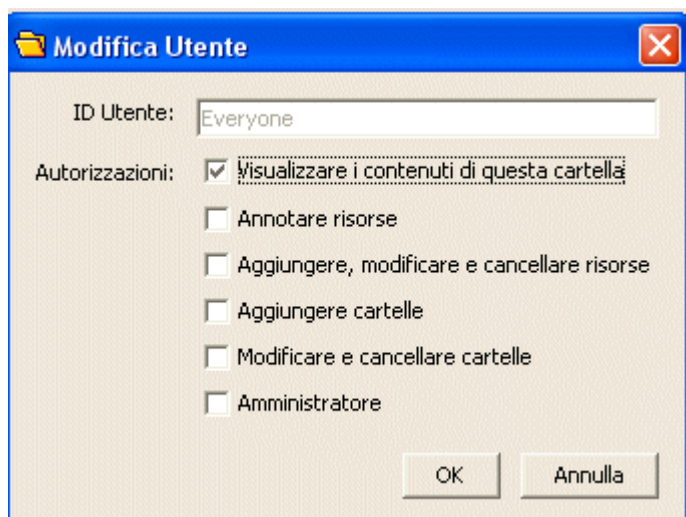 Modifica Utente
ID Utente: Everyone
Autorizzazioni: Visualizzare i contenuti di questa cartella
Annotare risorse
Aggiungere, modificare e cancellare risorse
Aggiungere cartelle
Modificare e cancellare cartelle
Amministratore
OK Annulla